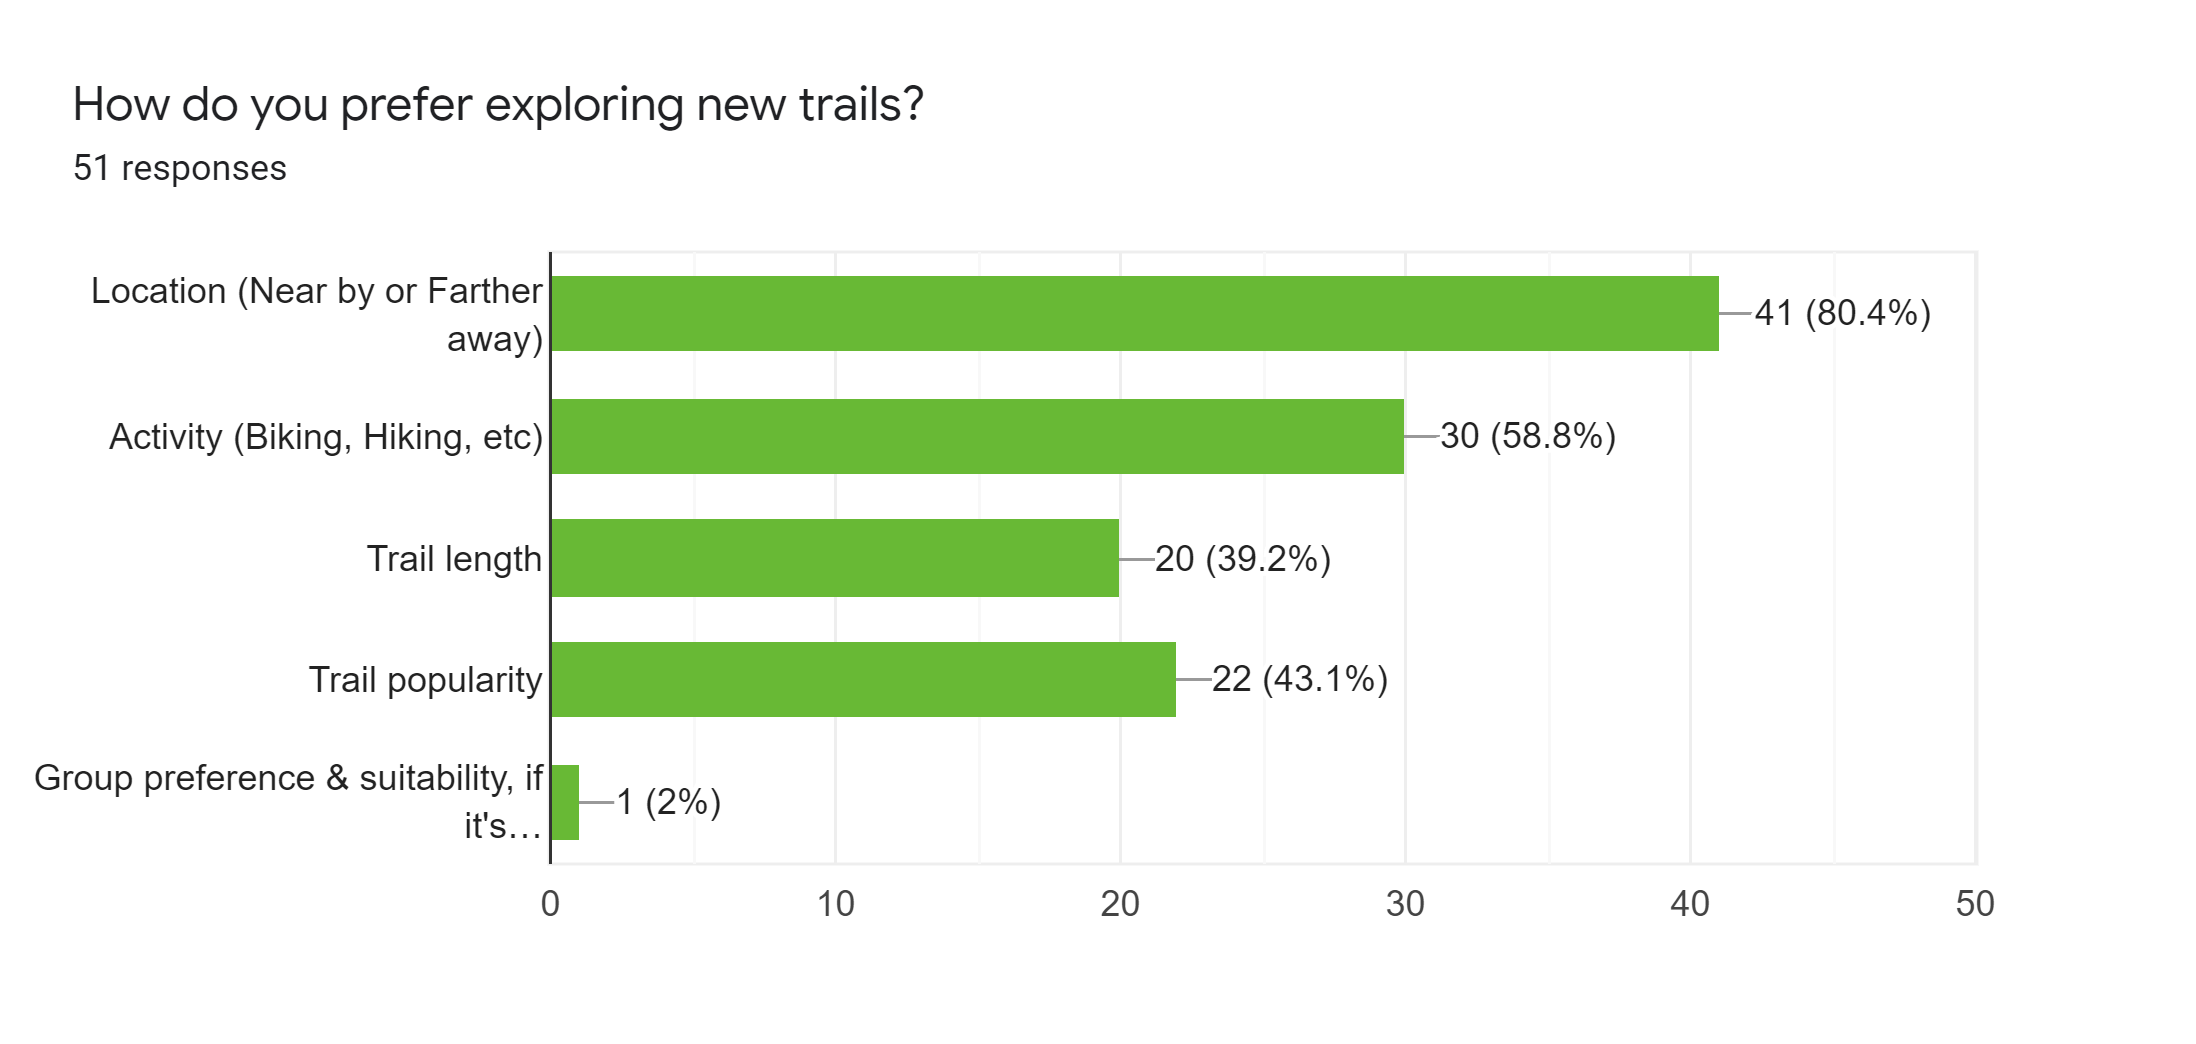 How do you prefer exploring new trails?
51 responses
Location (Near by or Farther
away)
41 (80.4%)
Activity (Biking, Hiking, etc)
30 (58.8%)
Trail length
20 (39.2%)
Trail popularity
22 (43.1%)
Group preference & suitability, if
it's…
1 (2%)
0 10 20 30 40 50